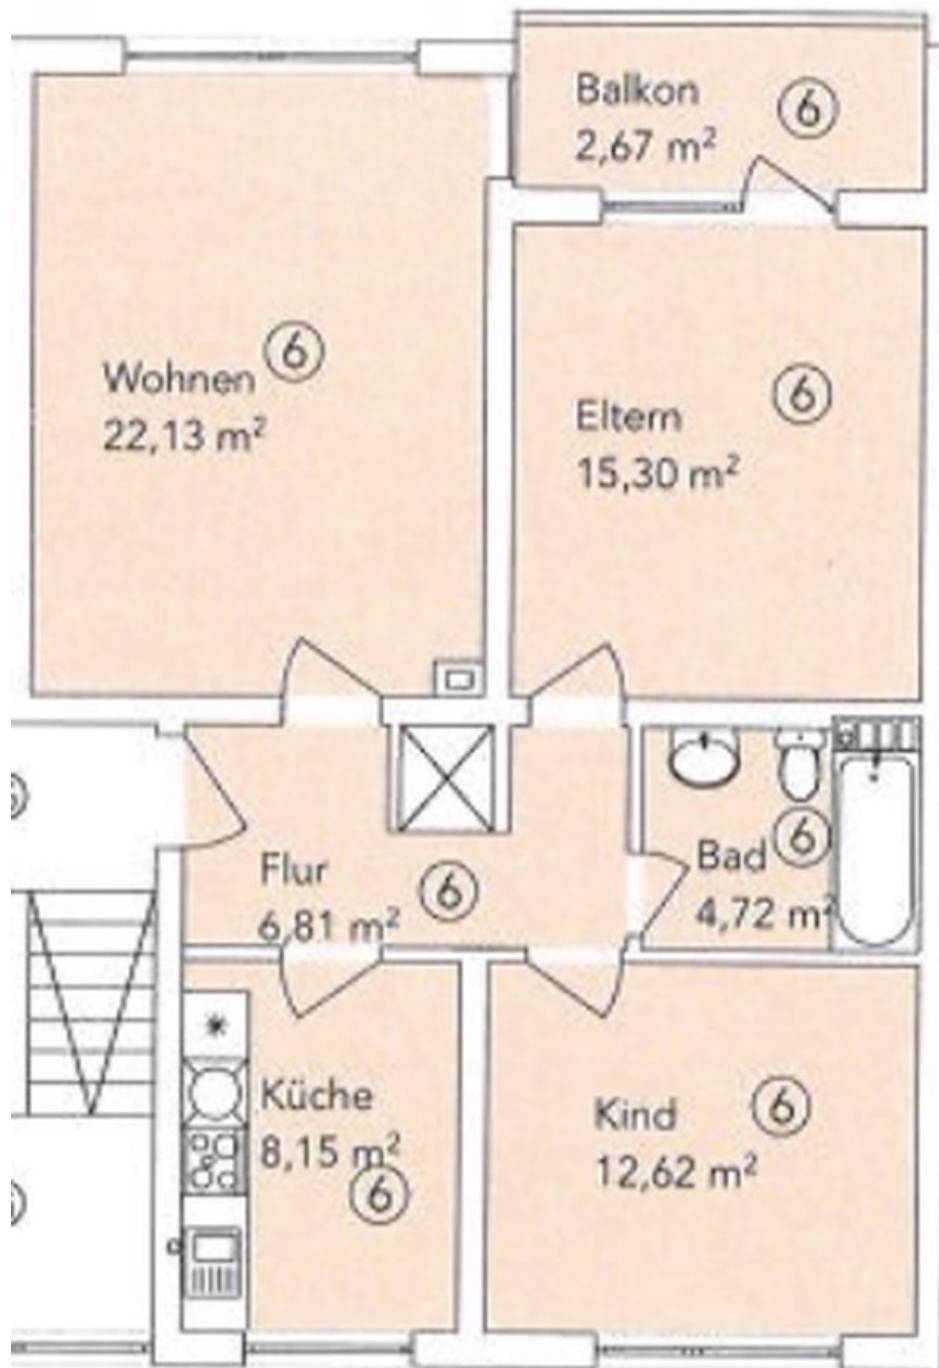 Balkon
2,67 m²
6
Wohnen
22,13 m²
6
Eltern
15,30 m²
6
Flur
6,81 m²
6
Bad
4,72 m²
6
Küche
8,15 m²
6
Kind
12,62 m²
6